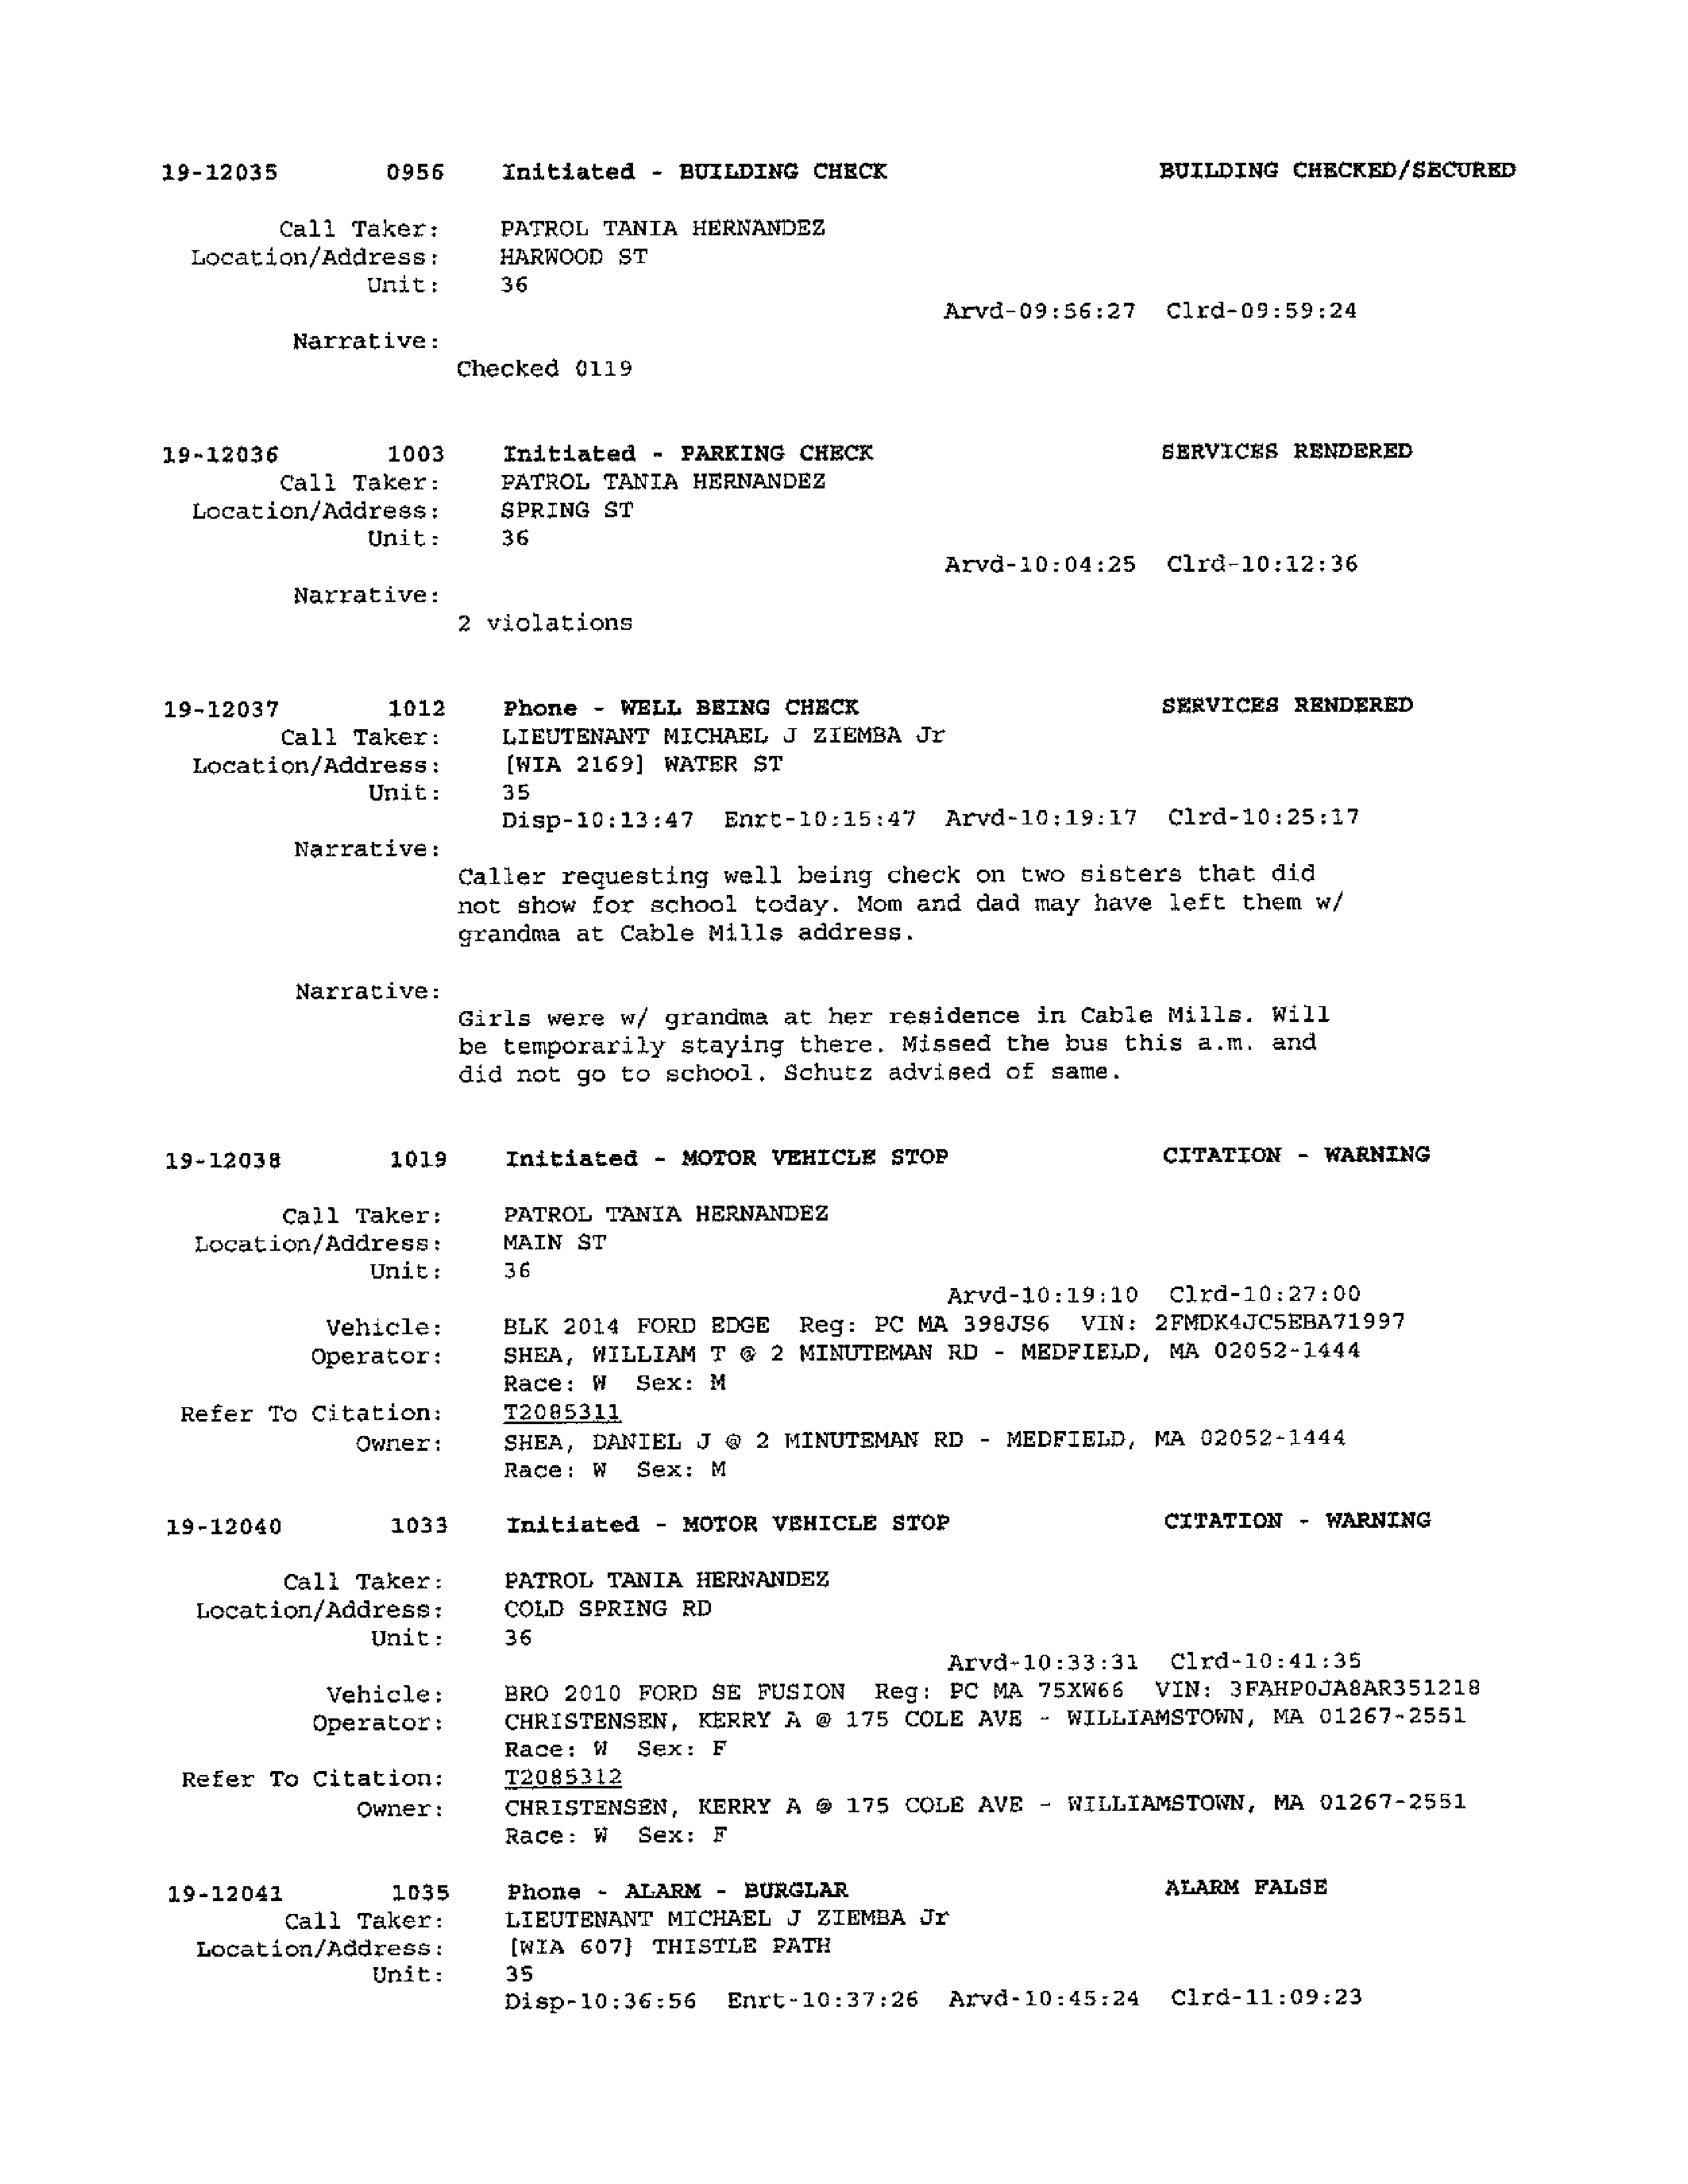 19-12035 0956 Initiated - BUILDING CHECK BUILDING CHECKED/SECURED
Call Taker: PATROL TANIA HERNANDEZ
Location/Address: HARWOOD ST
Unit: 36
Arvd-09:56:27 Clrd-09:59:24
Narrative:
Checked 0119
19-12036 1003 Initiated - PARKING CHECK SERVICES RENDERED
Call Taker: PATROL TANIA HERNANDEZ
Location/Address: SPRING ST
Unit: 36
Arvd-10:04:25 Clrd-10:12:36
Narrative:
2 violations
19-12037 1012 Phone - WELL BEING CHECK SERVICES RENDERED
Call Taker: LIEUTENANT MICHAEL J ZIEMBA Jr
Location/Address: [WIA 2169] WATER ST
Unit: 35
Disp-10:13:47 Enrt-10:15:47 Arvd-10:19:17 Clrd-10:25:17
Narrative:
Caller requesting well being check on two sisters that did
not show for school today. Mom and dad may have left them w/
grandma at Cable Mills address.
Narrative:
Girls were w/ grandma at her residence in Cable Mills. Will
be temporarily staying there. Missed the bus this a.m. and
did not go to school. Schutz advised of same.
19-12038 1019 Initiated - MOTOR VEHICLE STOP CITATION - WARNING
Call Taker: PATROL TANIA HERNANDEZ
Location/Address: MAIN ST
Unit: 36
Arvd-10:19:10 Clrd-10:27:00
Vehicle: BLK 2014 FORD EDGE Reg: PC MA 398JS6 VIN: 2FMDK4JC5EBA71997
Operator: SHEA, WILLIAM T @ 2 MINUTEMAN RD - MEDFIELD, MA 02052-1444
Race: W Sex: M
Refer To Citation: T2085311
Owner: SHEA, DANIEL J @ 2 MINUTEMAN RD - MEDFIELD, MA 02052-1444
Race: W Sex: M
19-12040 1033 Initiated - MOTOR VEHICLE STOP CITATION - WARNING
Call Taker: PATROL TANIA HERNANDEZ
Location/Address: COLD SPRING RD
Unit: 36
Arvd-10:33:31 Clrd-10:41:35
Vehicle: BRO 2010 FORD SE FUSION Reg: PC MA 75XW66 VIN: 3FAHP0JA8AR351218
Operator: CHRISTENSEN, KERRY A @ 175 COLE AVE - WILLIAMSTOWN, MA 01267-2551
Race: W Sex: F
Refer To Citation: T2085312
Owner: CHRISTENSEN, KERRY A @ 175 COLE AVE - WILLIAMSTOWN, MA 01267-2551
Race: W Sex: F
19-12041 1035 Phone - ALARM - BURGLAR ALARM FALSE
Call Taker: LIEUTENANT MICHAEL J ZIEMBA Jr
Location/Address: [WIA 607] THISTLE PATH
Unit: 35
Disp-10:36:56 Enrt-10:37:26 Arvd-10:45:24 Clrd-11:09:23